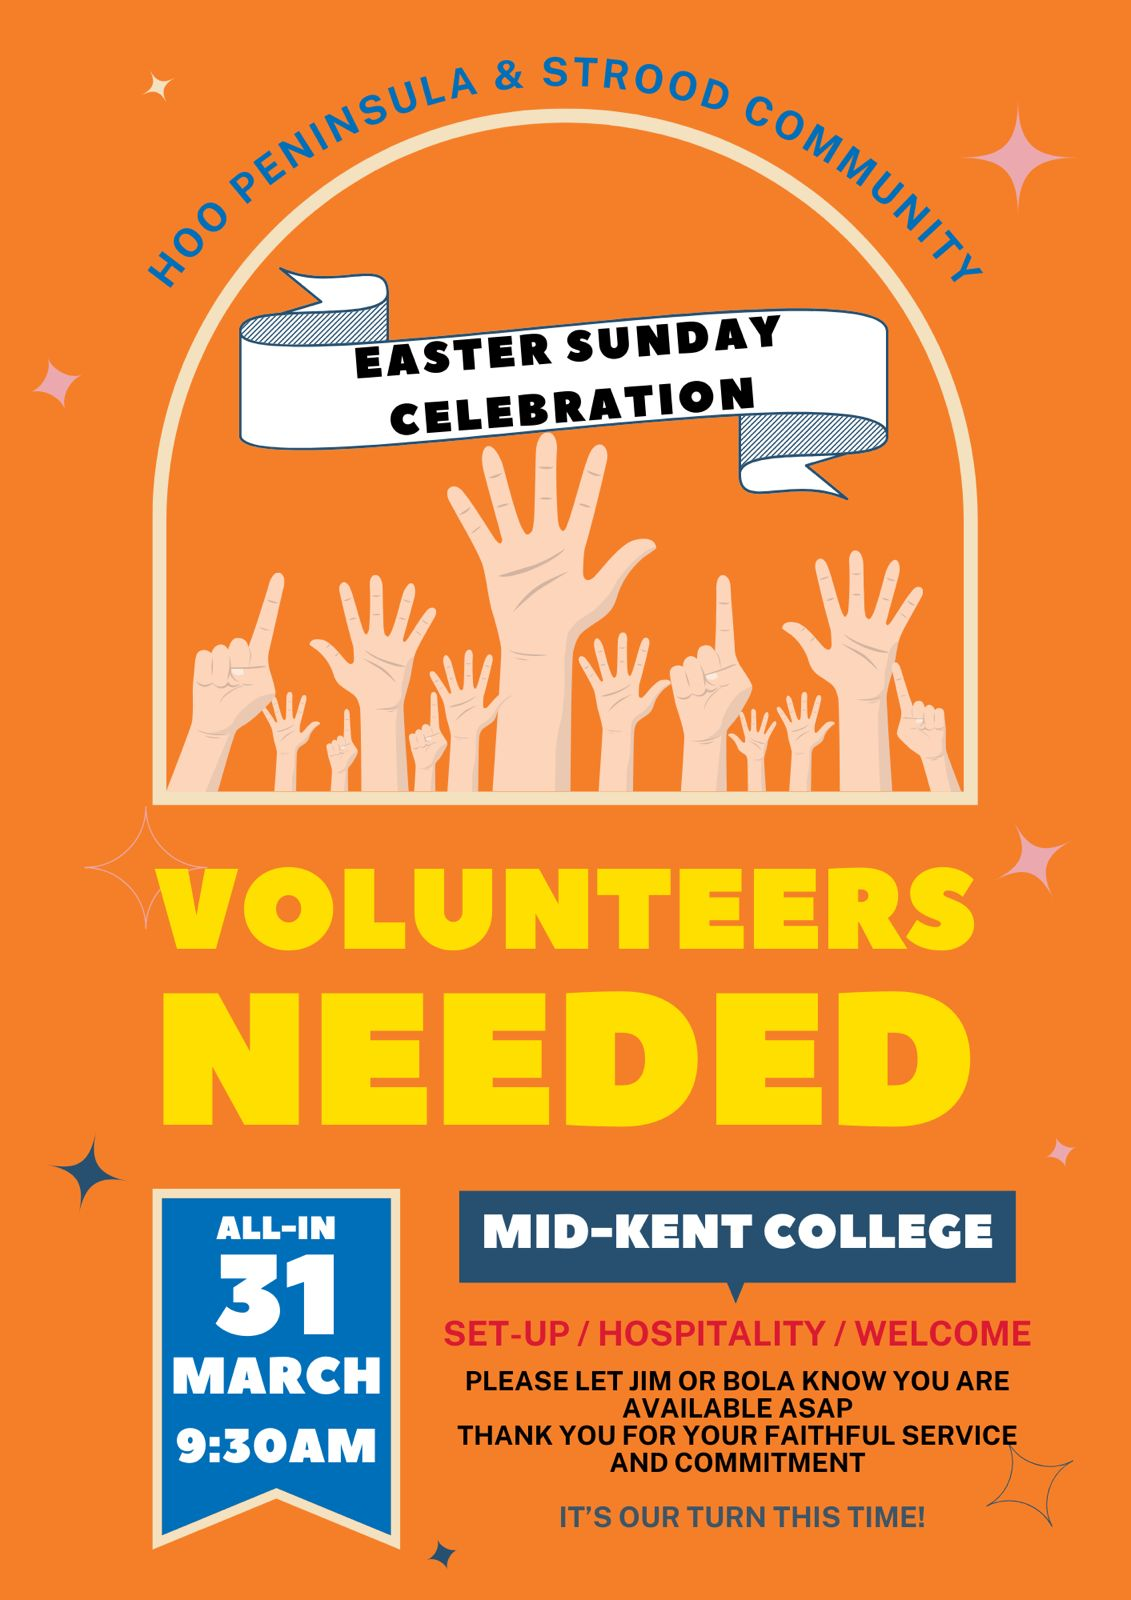 HOO PENINSULA & STROOD COMMUNITY
EASTER SUNDAY
CELEBRATION
VOLUNTEERS
NEEDED
ALL-IN
31
MARCH
9:30AM
MID-KENT COLLEGE
SET-UP / HOSPITALITY / WELCOME
PLEASE LET JIM OR BOLA KNOW YOU ARE
AVAILABLE ASAP
THANK YOU FOR YOUR FAITHFUL SERVICE
AND COMMITMENT
IT'S OUR TURN THIS TIME!